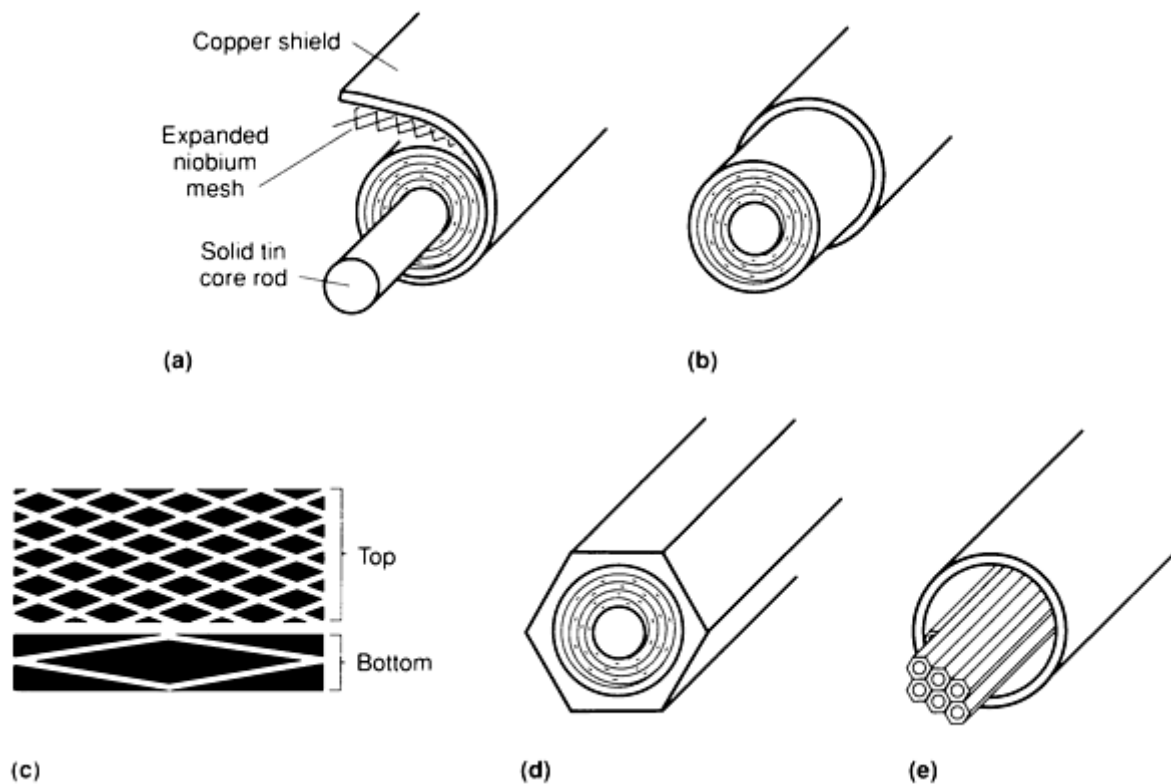 Copper shield
Expanded
niobium
mesh
Solid tin
core rod
(a)
(b)
Top
Bottom
(c)
(d)
(e)